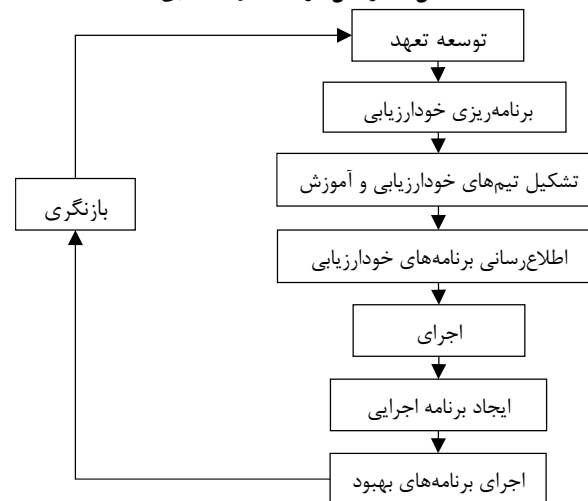 توسعه تعهد
برنامه‌ریزی خودارزیابی
تشکیل تیم‌های خودارزیابی و آموزش
بازنگری
اطلاع‌رسانی برنامه‌های خودارزیابی
اجرای
ایجاد برنامه اجرایی
اجرای برنامه‌های بهبود